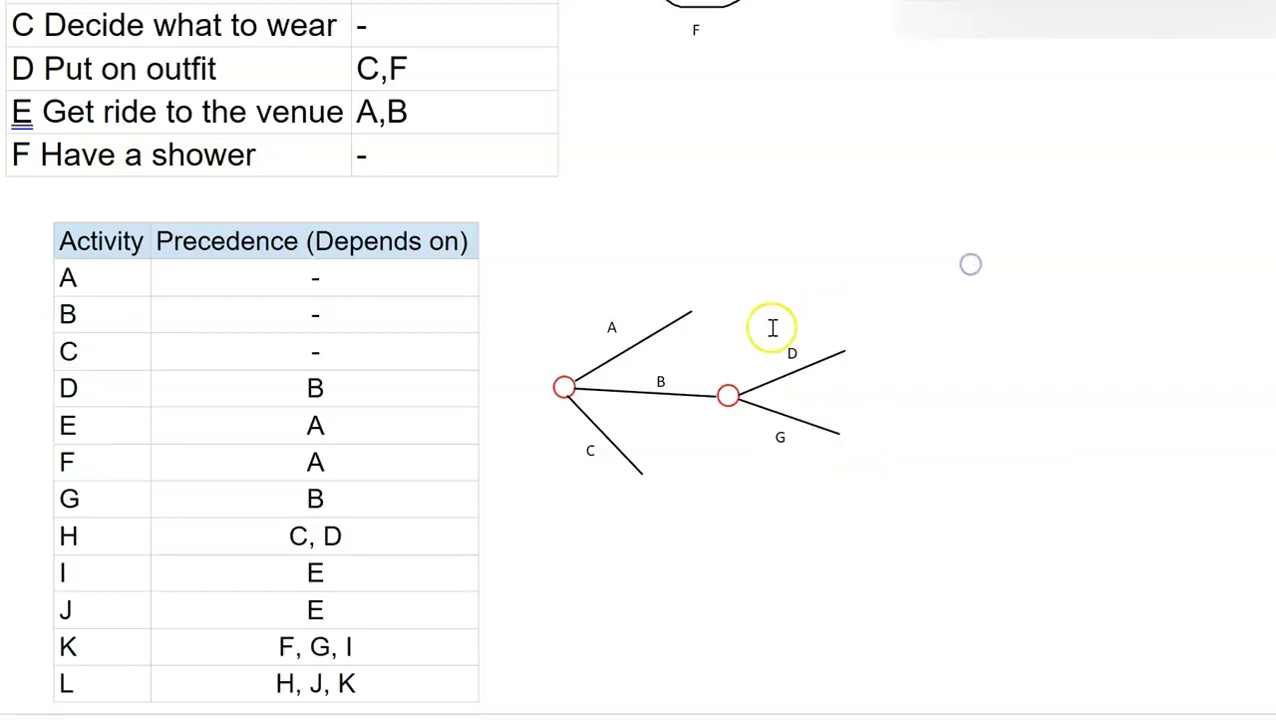 C Decide what to wear -
D Put on outfit C,F
E Get ride to the venue A,B
F Have a shower -
F
Activity Precedence (Depends on)
A -
B -
C -
D B
E A
F A
G B
H C, D
I E
J E
K F, G, I
L H, J, K
A
B
C
D
G